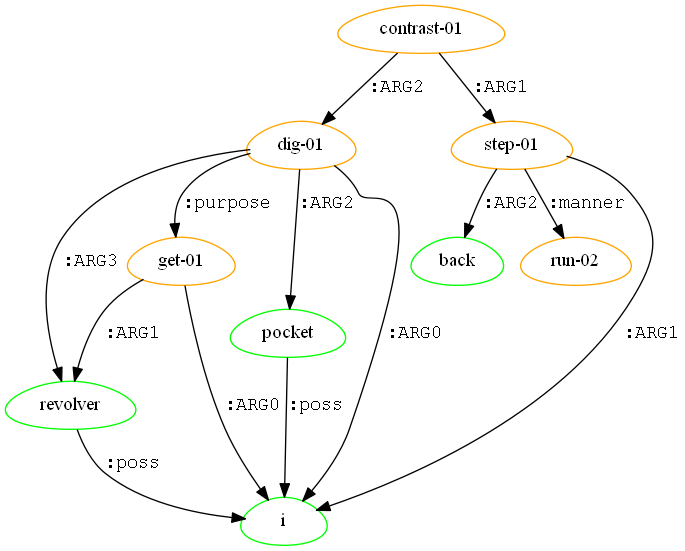 contrast-01
:ARG2
:ARG1
dig-01
step-01
:purpose
:ARG2
:ARG2
:manner
:ARG3
get-01
back
run-02
:ARG1
pocket
:ARG0
:ARG1
revolver
:ARG0
:poss
:poss
i